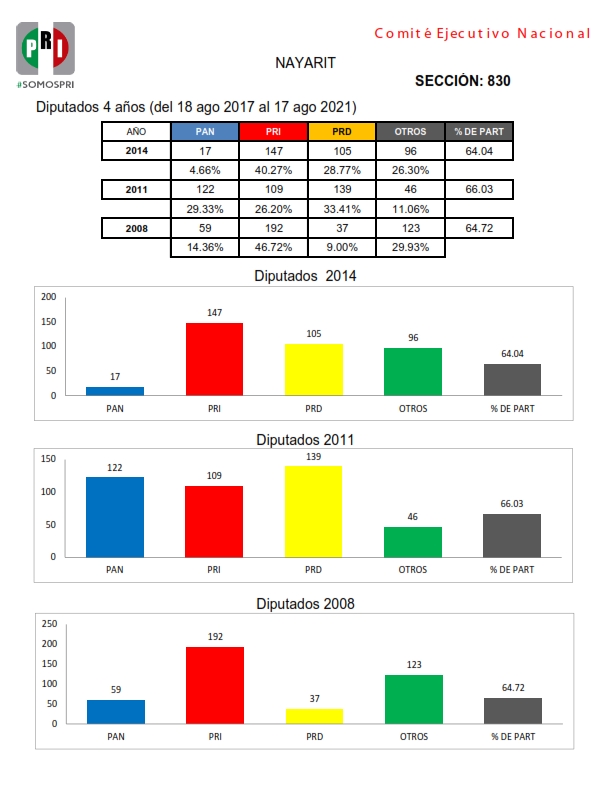 Comité Ejecutivo Nacional
PRI
#SOMOSPRI
NAYARIT
SECCIÓN: 830
Diputados 4 años (del 18 ago 2017 al 17 ago 2021)
AÑO PAN PRI PRD OTROS % DE PART
2014 17 147 105 96 64.04
4.66% 40.27% 28.77% 26.30%
2011 122 109 139 46 66.03
29.33% 26.20% 33.41% 11.06%
2008 59 192 37 123 64.72
14.36% 46.72% 9.00% 29.93%
Diputados 2014
200
150
100
50
0
17 147 105 96 64.04
PAN PRI PRD OTROS % DE PART
Diputados 2011
150
100
50
0
122 109 139 46 66.03
PAN PRI PRD OTROS % DE PART
Diputados 2008
250
200
150
100
50
0
59 192 37 123 64.72
PAN PRI PRD OTROS % DE PART